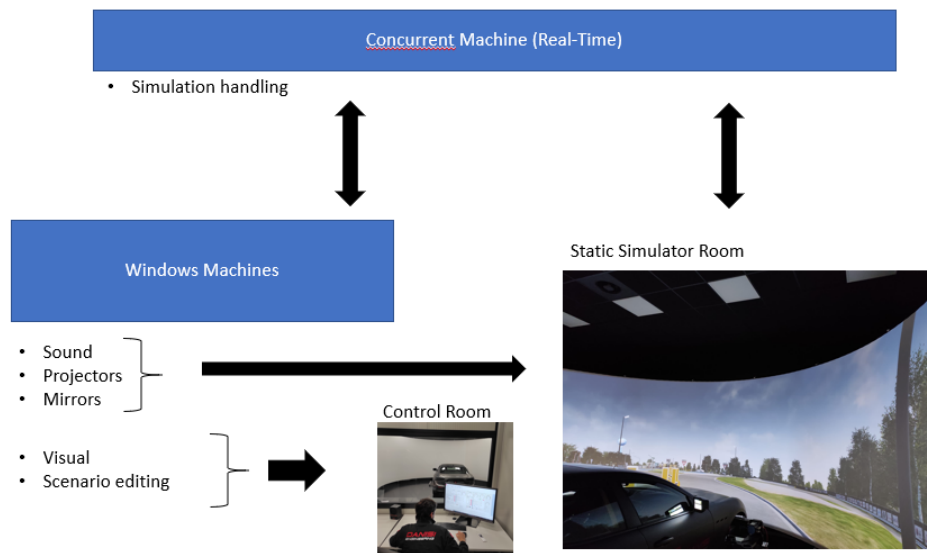 Concurrent Machine (Real-Time)
• Simulation handling
Windows Machines
Static Simulator Room
• Sound
• Projectors
• Mirrors
Control Room
• Visual
• Scenario editing